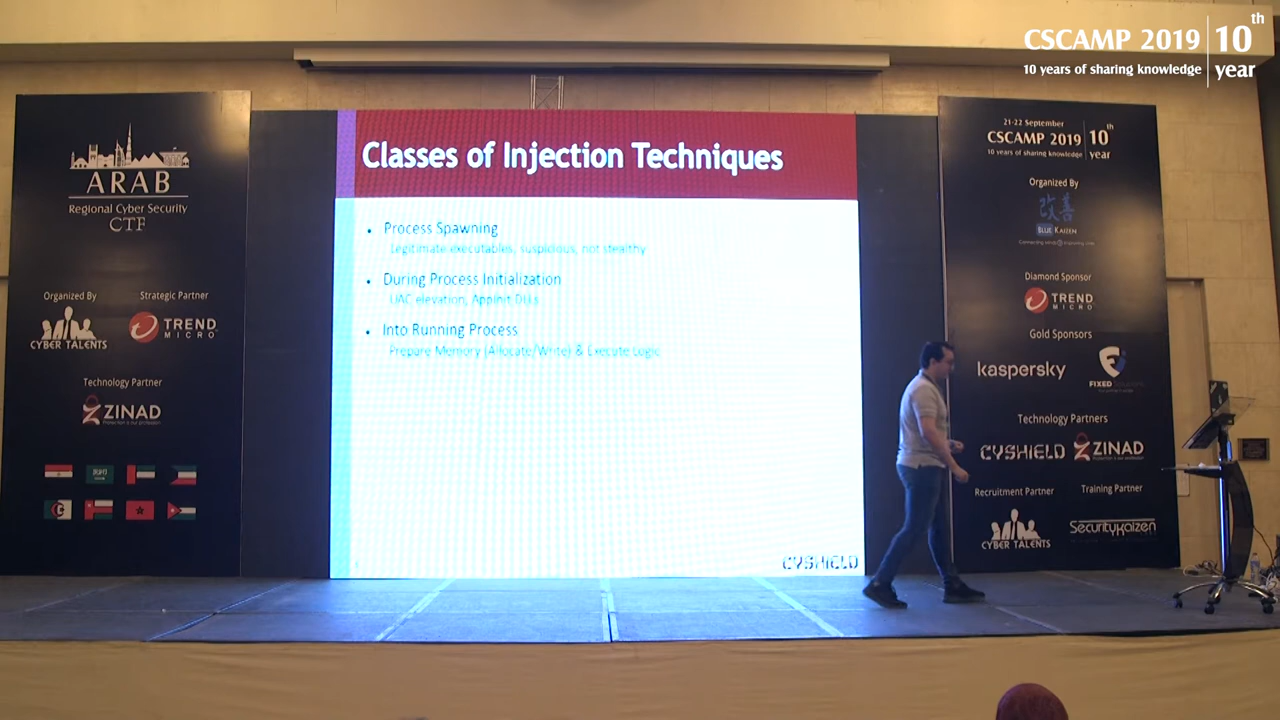 CSCAMP 2019 10th year
10 years of sharing knowledge
ARAB
Regional Cyber Security
CTF
Organized By
CYBER TALENTS
Strategic Partner
TREND
MICRO
Technology Partner
ZINAD
Classes of Injection Techniques
• Process Spawning
Legitimate executables, suspicious, not stealthy
• During Process Initialization
UAC elevation, AppInit DLLs
• Into Running Process
Prepare Memory (Allocate/Write) & Execute Logic
CYSHIELD
21-22 September
CSCAMP 2019 10th year
10 years of sharing knowledge
Organized By
改善
BLUE KAIZEN
Diamond Sponsor
TREND
MICRO
Gold Sponsors
kaspersky
FIXED
Technology Partners
CYSHIELD
ZINAD
Recruitment Partner
CYBER TALENTS
Training Partner
Securitykaizen